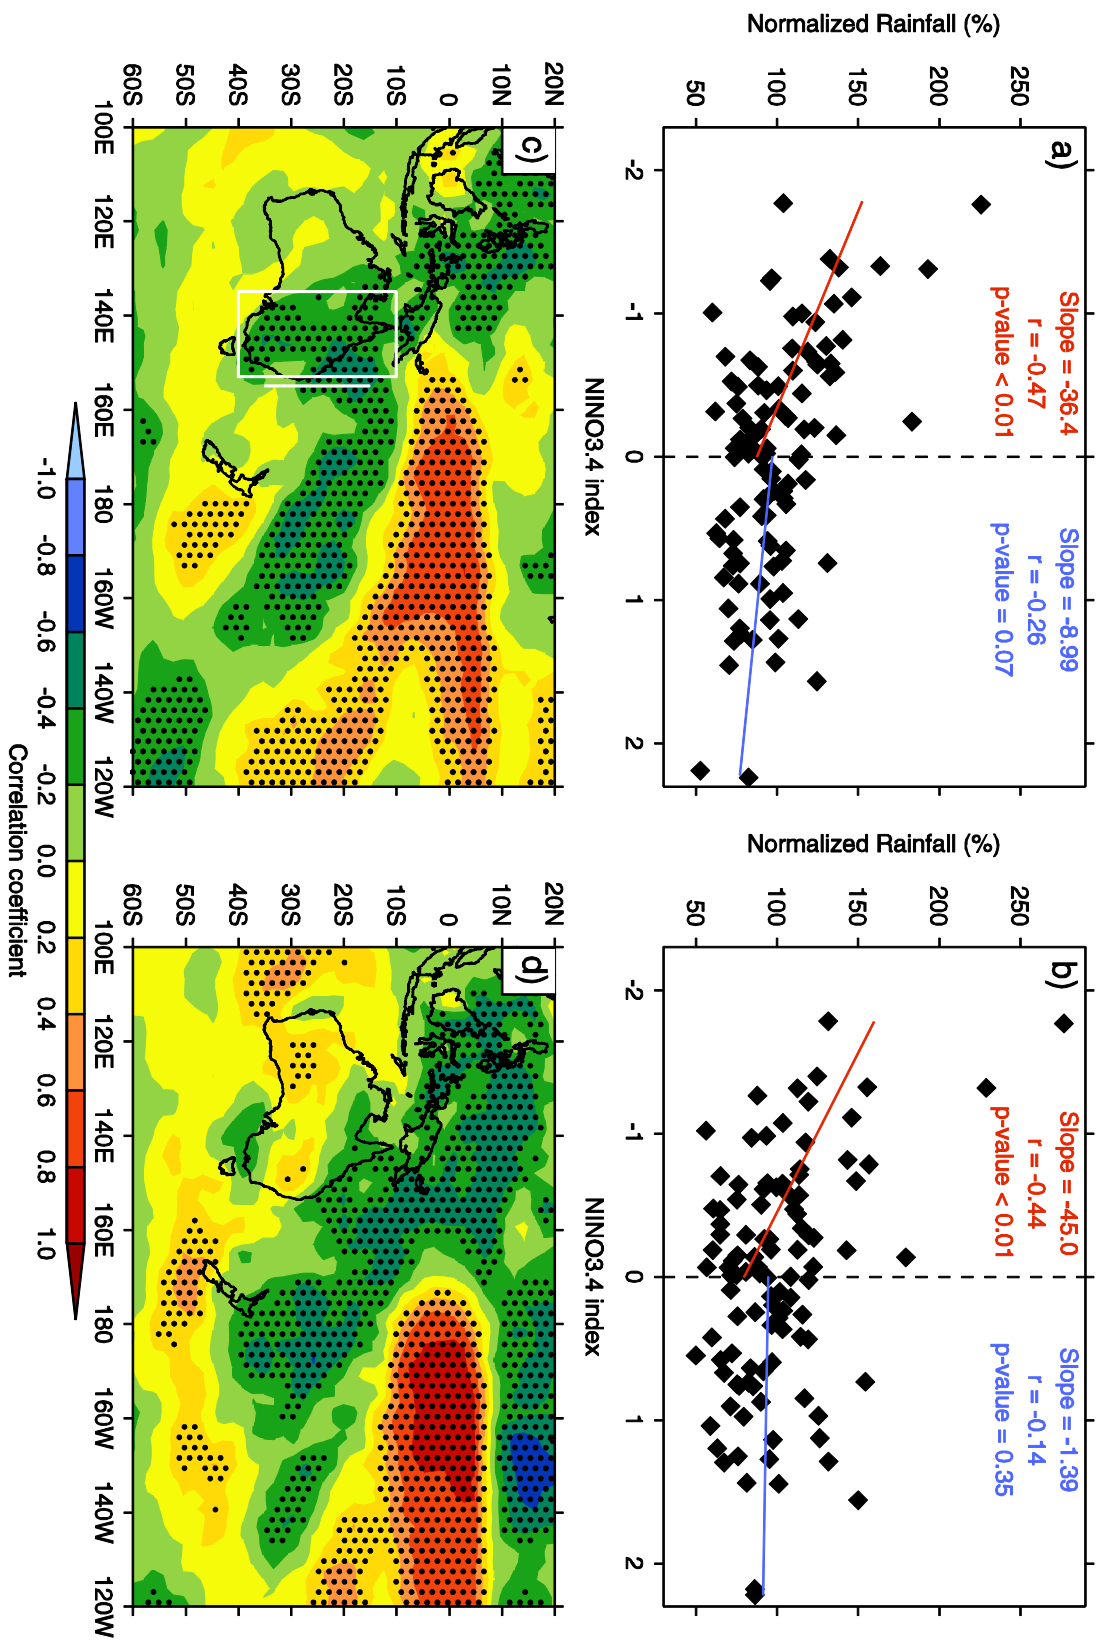 a)
Slope = -36.4
r = -0.47
p-value < 0.01
Slope = -8.99
r = -0.26
p-value = 0.07
Normalized Rainfall (%)
250
200
150
100
50
-2 -1 0 1 2
NINO3.4 index
b)
Slope = -45.0
r = -0.44
p-value < 0.01
Slope = -1.39
r = -0.14
p-value = 0.35
Normalized Rainfall (%)
250
200
150
100
50
-2 -1 0 1 2
NINO3.4 index
c)
20N
10N
0
10S
20S
30S
40S
50S
60S
100E 120E 140E 160E 180 160W 140W 120W
d)
20N
10N
0
10S
20S
30S
40S
50S
60S
100E 120E 140E 160E 180 160W 140W 120W
-1.0 -0.8 -0.6 -0.4 -0.2 0.0 0.2 0.4 0.6 0.8 1.0
Correlation coefficient